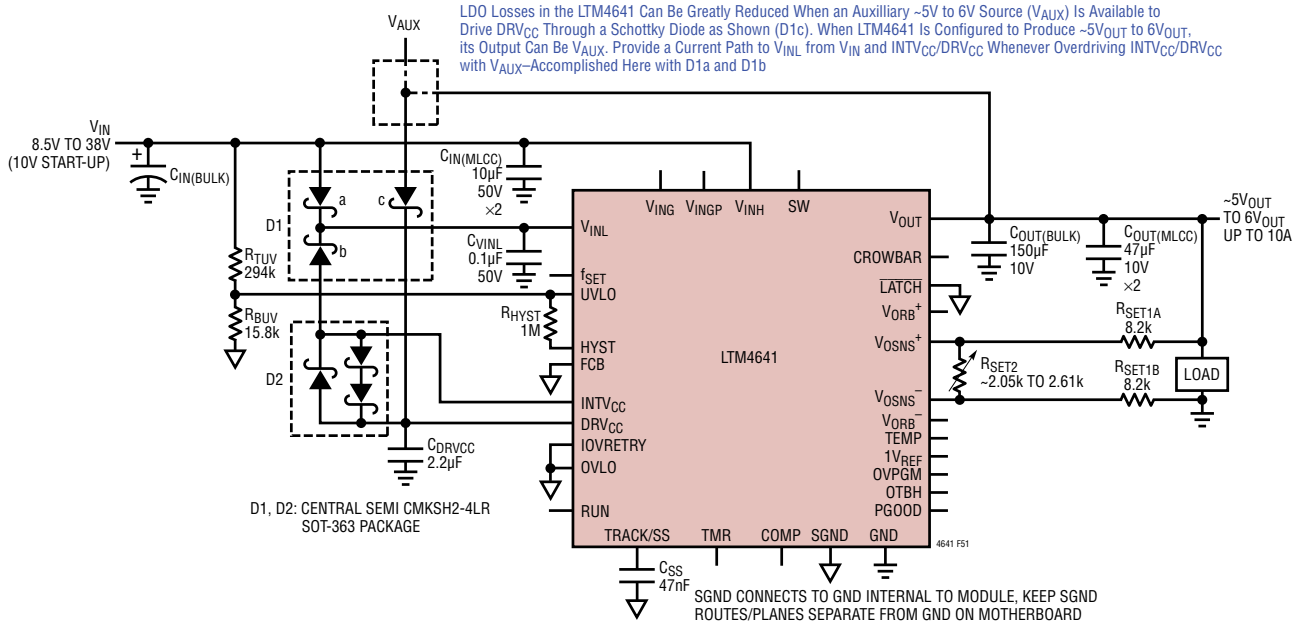 LDO Losses in the LTM4641 Can Be Greatly Reduced When an Auxilliary ~5V to 6V Source (VAUX) Is Available to
Drive DRVCC Through a Schottky Diode as Shown (D1c). When LTM4641 Is Configured to Produce ~5VOUT to 6VOUT,
its Output Can Be VAUX. Provide a Current Path to VINL from VIN and INTVCC/DRVCC Whenever Overdriving INTVCC/DRVCC
with VAUX–Accomplished Here with D1a and D1b
VAUX
VIN
8.5V TO 38V
(10V START-UP)
+
CIN(BULK)
CIN(MLCC)
10µF
50V
×2
D1
a
c
b
CVINL
0.1µF
50V
RTUV
294k
RBUV
15.8k
RHYST
1M
D2
CDRVCC
2.2µF
D1, D2: CENTRAL SEMI CMKSH2-4LR
SOT-363 PACKAGE
VING
VINGP
VINH
SW
VINL
fSET
UVLO
HYST
FCB
INTVCC
DRVCC
IOVRETRY
OVLO
RUN
LTM4641
TRACK/SS
TMR
COMP
SGND
GND
VOUT
CROWBAR
LATCH
VORB+
VOSNS+
VOSNS−
VORB−
TEMP
1VREF
OVPGM
OTBH
PGOOD
COUT(BULK)
150µF
10V
COUT(MLCC)
47µF
10V
×2
~5VOUT
TO 6VOUT
UP TO 10A
RSET1A
8.2k
RSET2
~2.05k TO 2.61k
RSET1B
8.2k
LOAD
4641 F51
CSS
47nF
SGND CONNECTS TO GND INTERNAL TO MODULE, KEEP SGND
ROUTES/PLANES SEPARATE FROM GND ON MOTHERBOARD